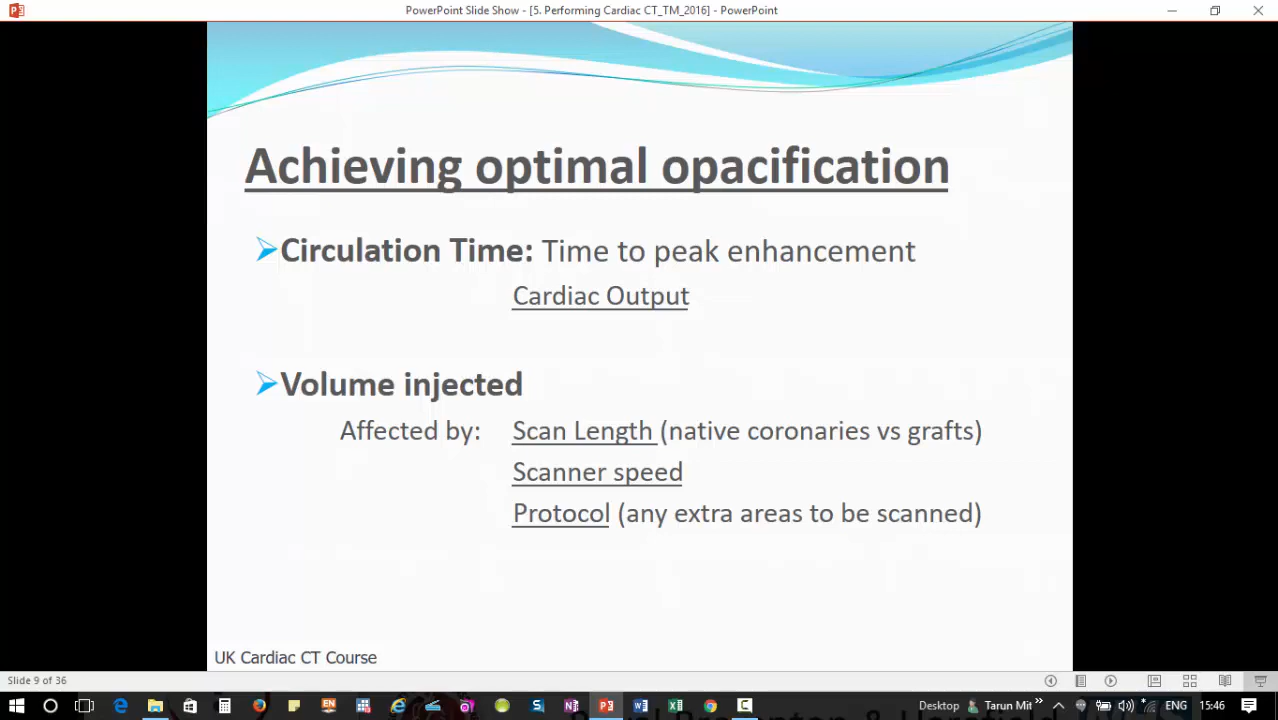 PowerPoint Slide Show - [5. Performing Cardiac CT_TM_2016] - PowerPoint
Achieving optimal opacification
Circulation Time: Time to peak enhancement
Cardiac Output
Volume injected
Affected by: Scan Length (native coronaries vs grafts)
Scanner speed
Protocol (any extra areas to be scanned)
UK Cardiac CT Course
Slide 9 of 36
Desktop Tarun Mit ENG 15:46